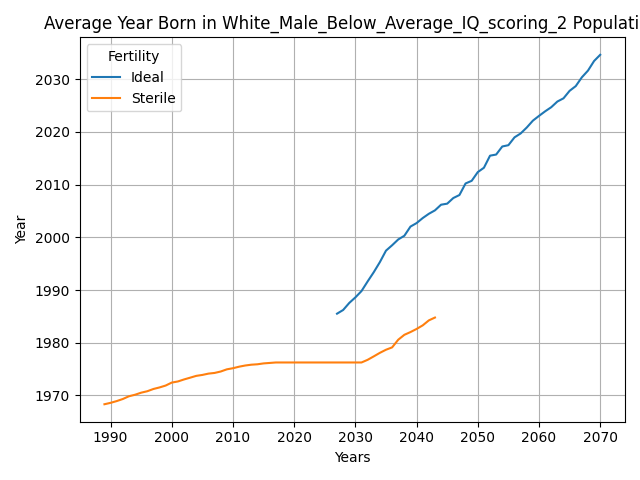 Average Year Born in White_Male_Below_Average_IQ_scoring_2 Populati
Fertility
Ideal
Sterile
Year
2030
2020
2010
2000
1990
1980
1970
1990 2000 2010 2020 2030 2040 2050 2060 2070
Years